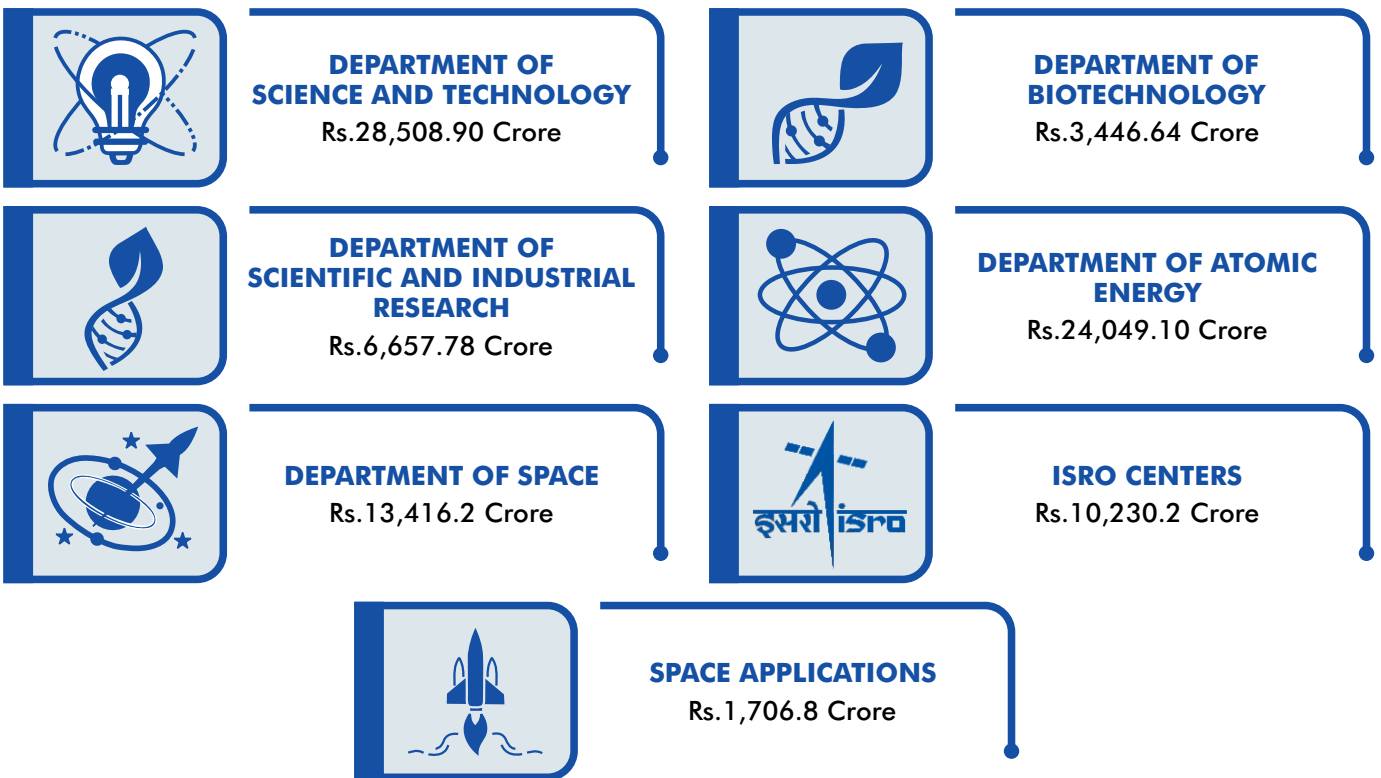 DEPARTMENT OF
SCIENCE AND TECHNOLOGY
Rs.28,508.90 Crore
DEPARTMENT OF
BIOTECHNOLOGY
Rs.3,446.64 Crore
DEPARTMENT OF
SCIENTIFIC AND INDUSTRIAL
RESEARCH
Rs.6,657.78 Crore
DEPARTMENT OF ATOMIC
ENERGY
Rs.24,049.10 Crore
DEPARTMENT OF SPACE
Rs.13,416.2 Crore
इसरो isro
ISRO CENTERS
Rs.10,230.2 Crore
SPACE APPLICATIONS
Rs.1,706.8 Crore